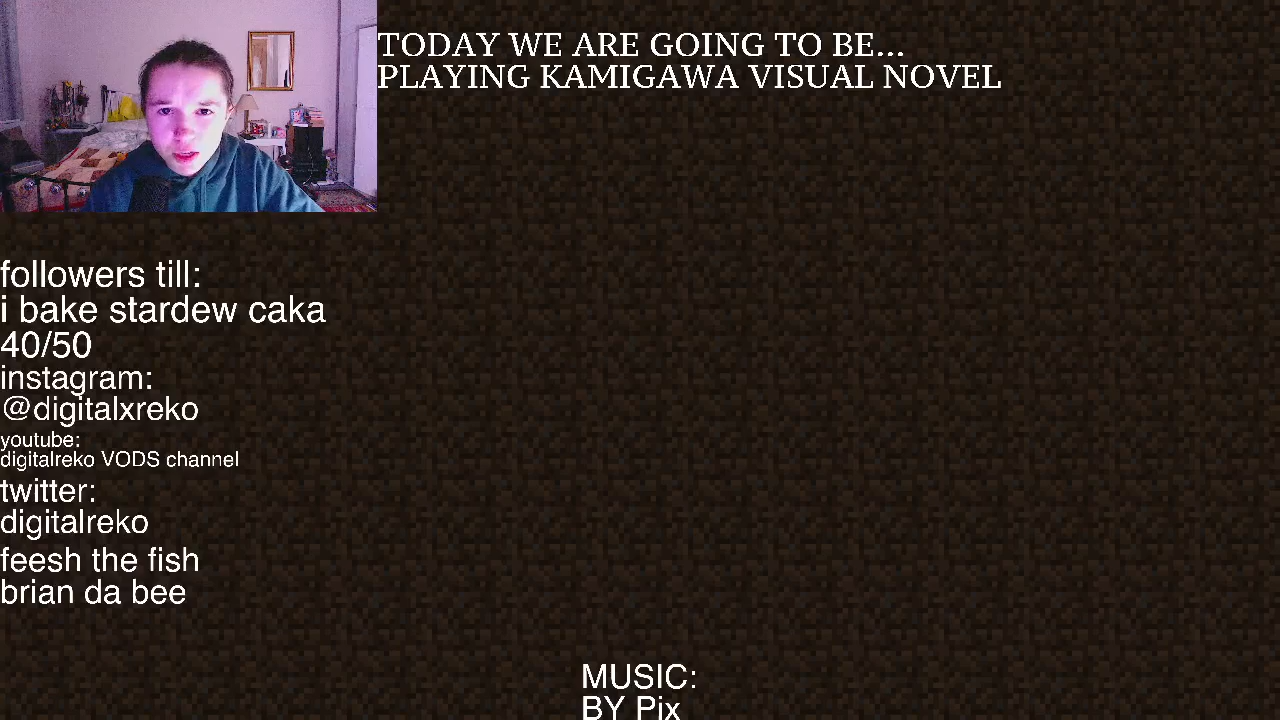 TODAY WE ARE GOING TO BE...
PLAYING KAMIGAWA VISUAL NOVEL
followers till:
i bake stardew caka
40/50
instagram:
@digitalxreko
youtube:
digitalreko VODS channel
twitter:
digitalreko
feesh the fish
brian da bee
MUSIC:
BY Pix